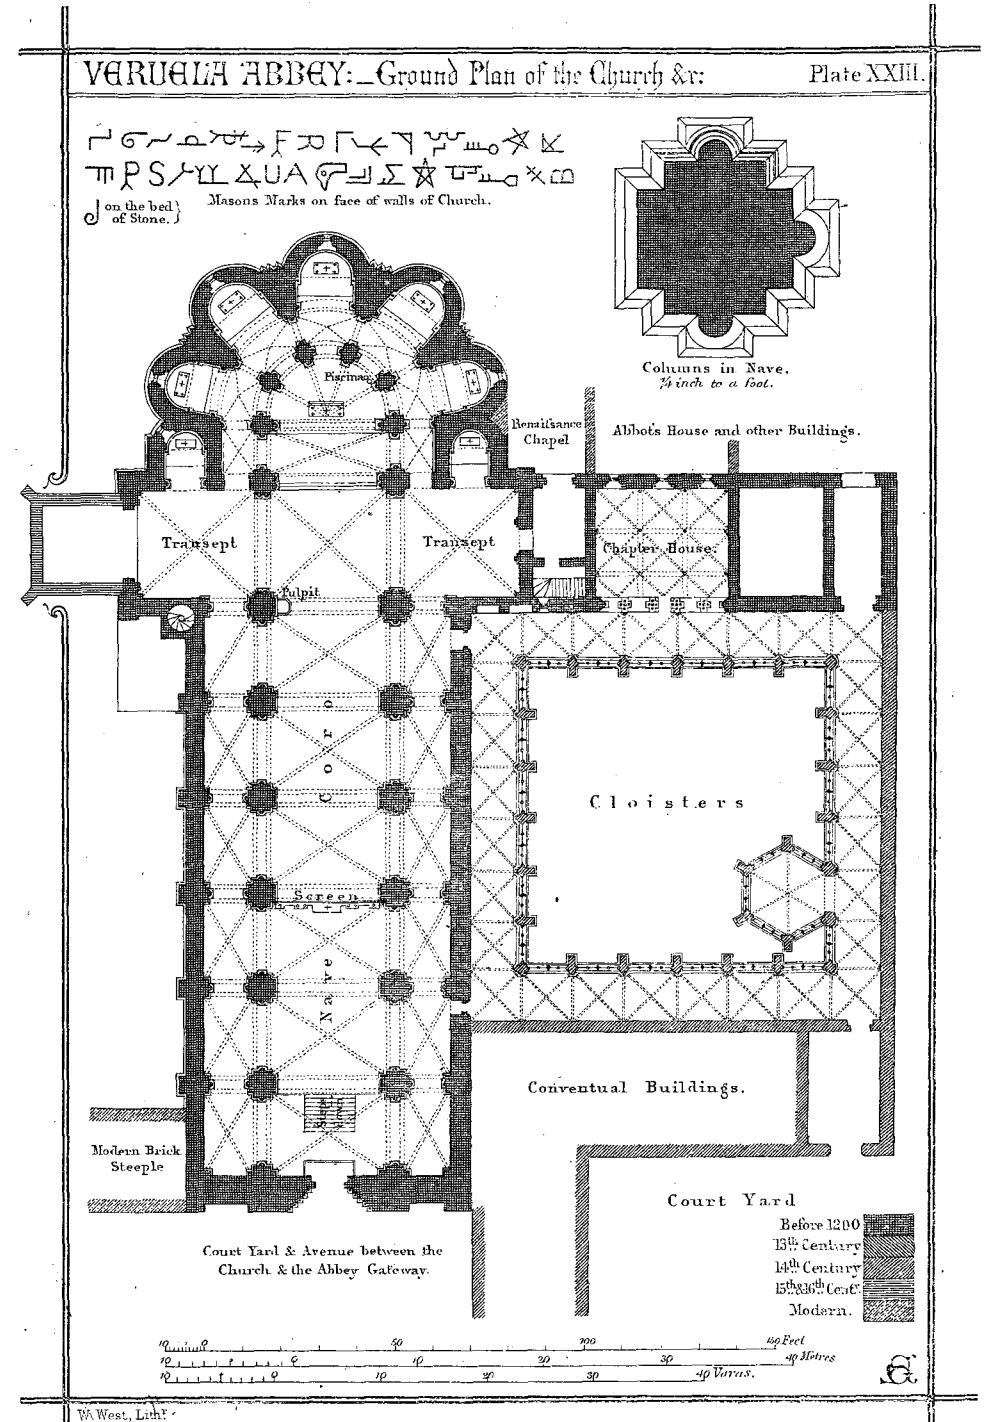 VERUELA ABBEY:_Ground Plan of the Church &c:
Plate XXIII.
on the bed
of Stone.
Masons Marks on face of walls of Church.
Columns in Nave.
¼ inch to a foot.
Piscinae
Renaissance
Chapel
Abbot's House and other Buildings.
Transept
Transept
Chapter House.
Pulpit
Coro
Cloisters
Screen
Nave
Conventual Buildings.
Modern Brick
Steeple
Court Yard
Court Yard & Avenue between the
Church & the Abbey Gateway.
Before 1200
13th Century
14th Century
15th & 16th Cent.
Modern.
10 0 50 100 150 Feet
10 0 10 20 30 40 Metres
10 0 10 20 30 40 Varas.
W. West, Lith.